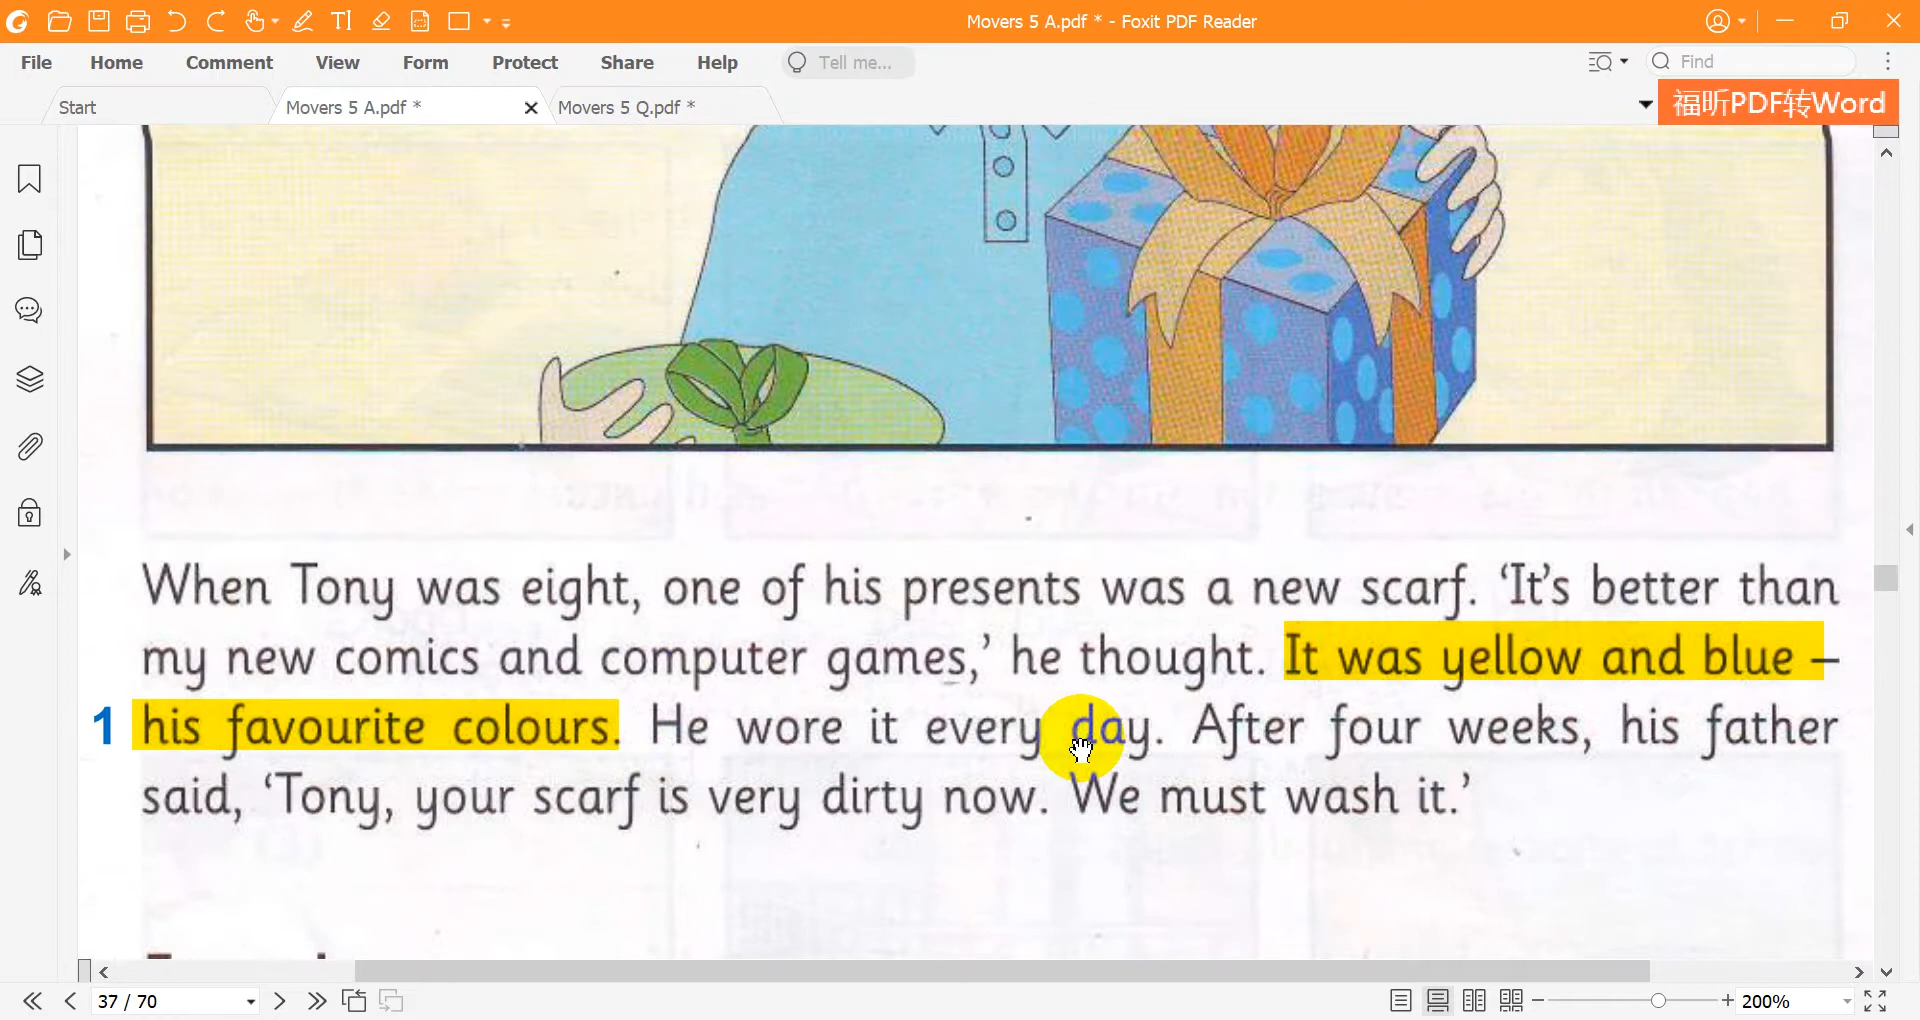 Movers 5 A.pdf * - Foxit PDF Reader
File Home Comment View Form Protect Share Help Tell me... Find
Start Movers 5 A.pdf * Movers 5 Q.pdf * 福昕PDF转Word
When Tony was eight, one of his presents was a new scarf. ‘It’s better than
my new comics and computer games,’ he thought. It was yellow and blue –
1 his favourite colours. He wore it every day. After four weeks, his father
said, ‘Tony, your scarf is very dirty now. We must wash it.’
37 / 70 200%